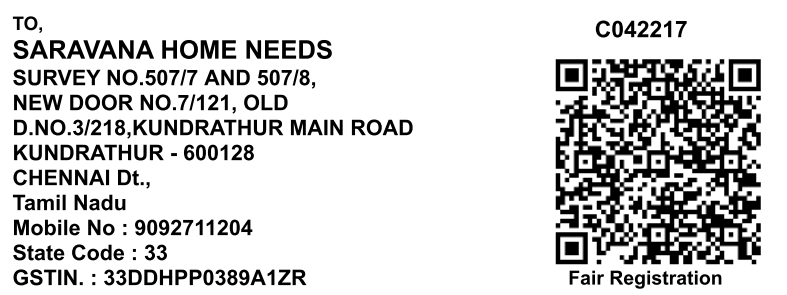 TO,
SARAVANA HOME NEEDS
SURVEY NO.507/7 AND 507/8,
NEW DOOR NO.7/121, OLD
D.NO.3/218,KUNDRATHUR MAIN ROAD
KUNDRATHUR - 600128
CHENNAI Dt.,
Tamil Nadu
Mobile No : 9092711204
State Code : 33
GSTIN. : 33DDHPP0389A1ZR
C042217
Fair Registration